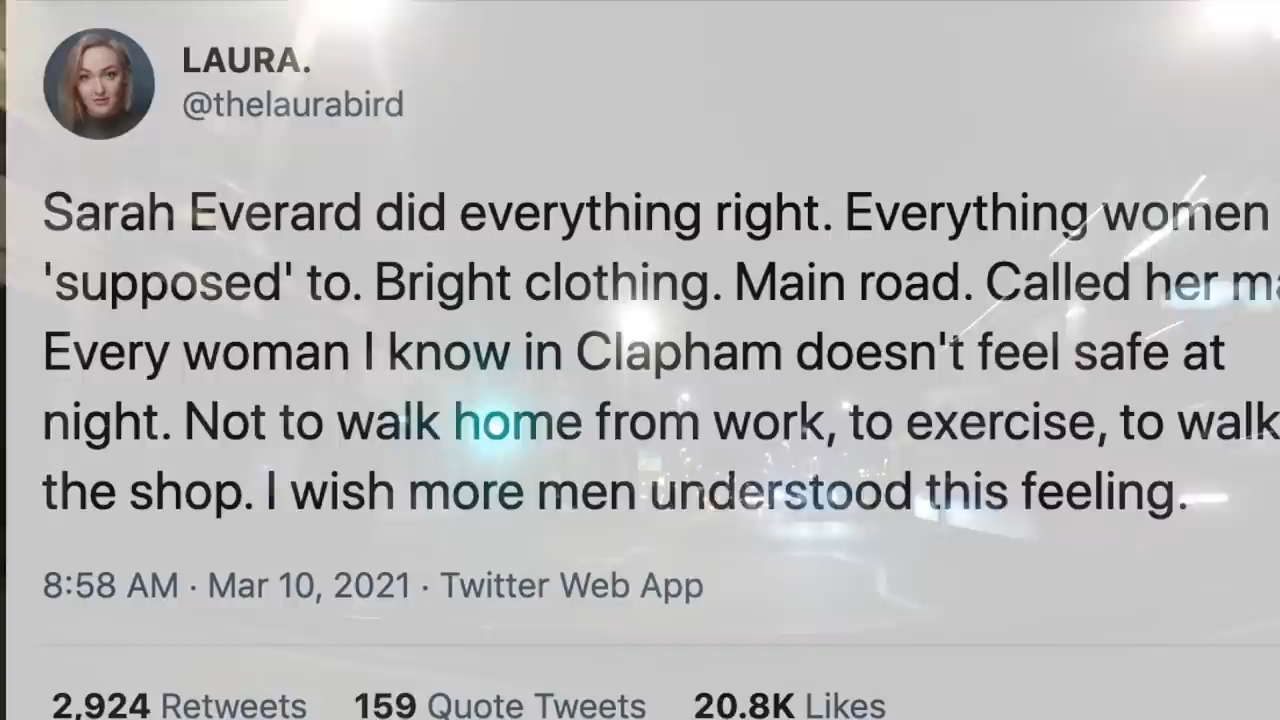 LAURA.
@thelaurabird
Sarah Everard did everything right. Everything women
'supposed' to. Bright clothing. Main road. Called her
Every woman I know in Clapham doesn't feel safe at
night. Not to walk home from work, to exercise, to walk
the shop. I wish more men understood this feeling.
8:58 AM · Mar 10, 2021 · Twitter Web App
2,924 Retweets 159 Quote Tweets 20.8K Likes